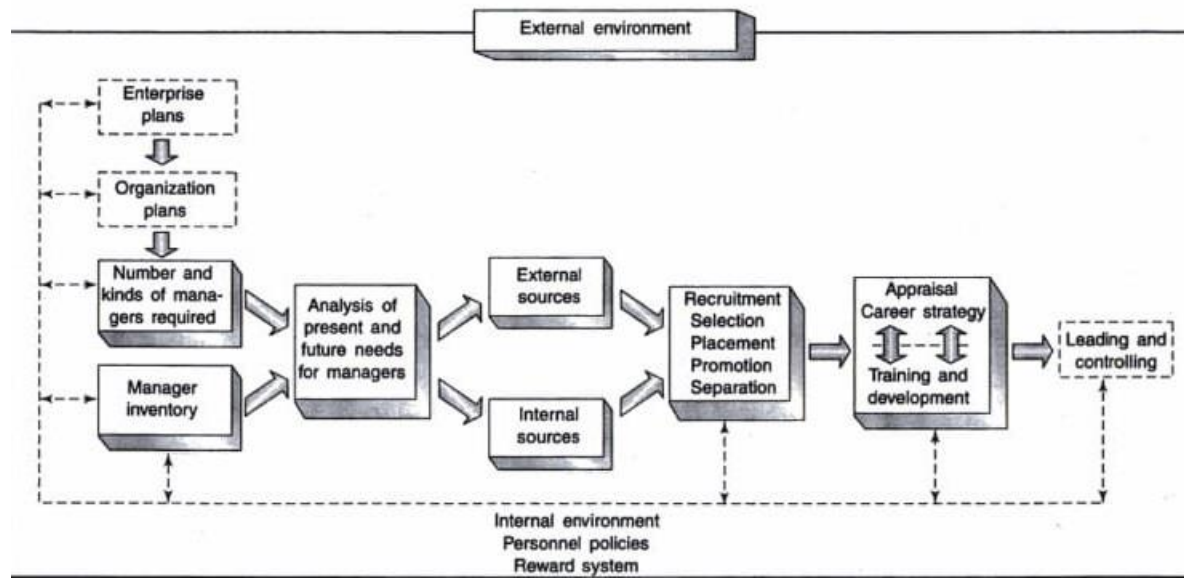 External environment
Enterprise
plans
Organization
plans
Number and
kinds of mana-
gers required
Manager
inventory
Analysis of
present and
future needs
for managers
External
sources
Internal
sources
Recruitment
Selection
Placement
Promotion
Separation
Appraisal
Career strategy
Training and
development
Leading and
controlling
Internal environment
Personnel policies
Reward system